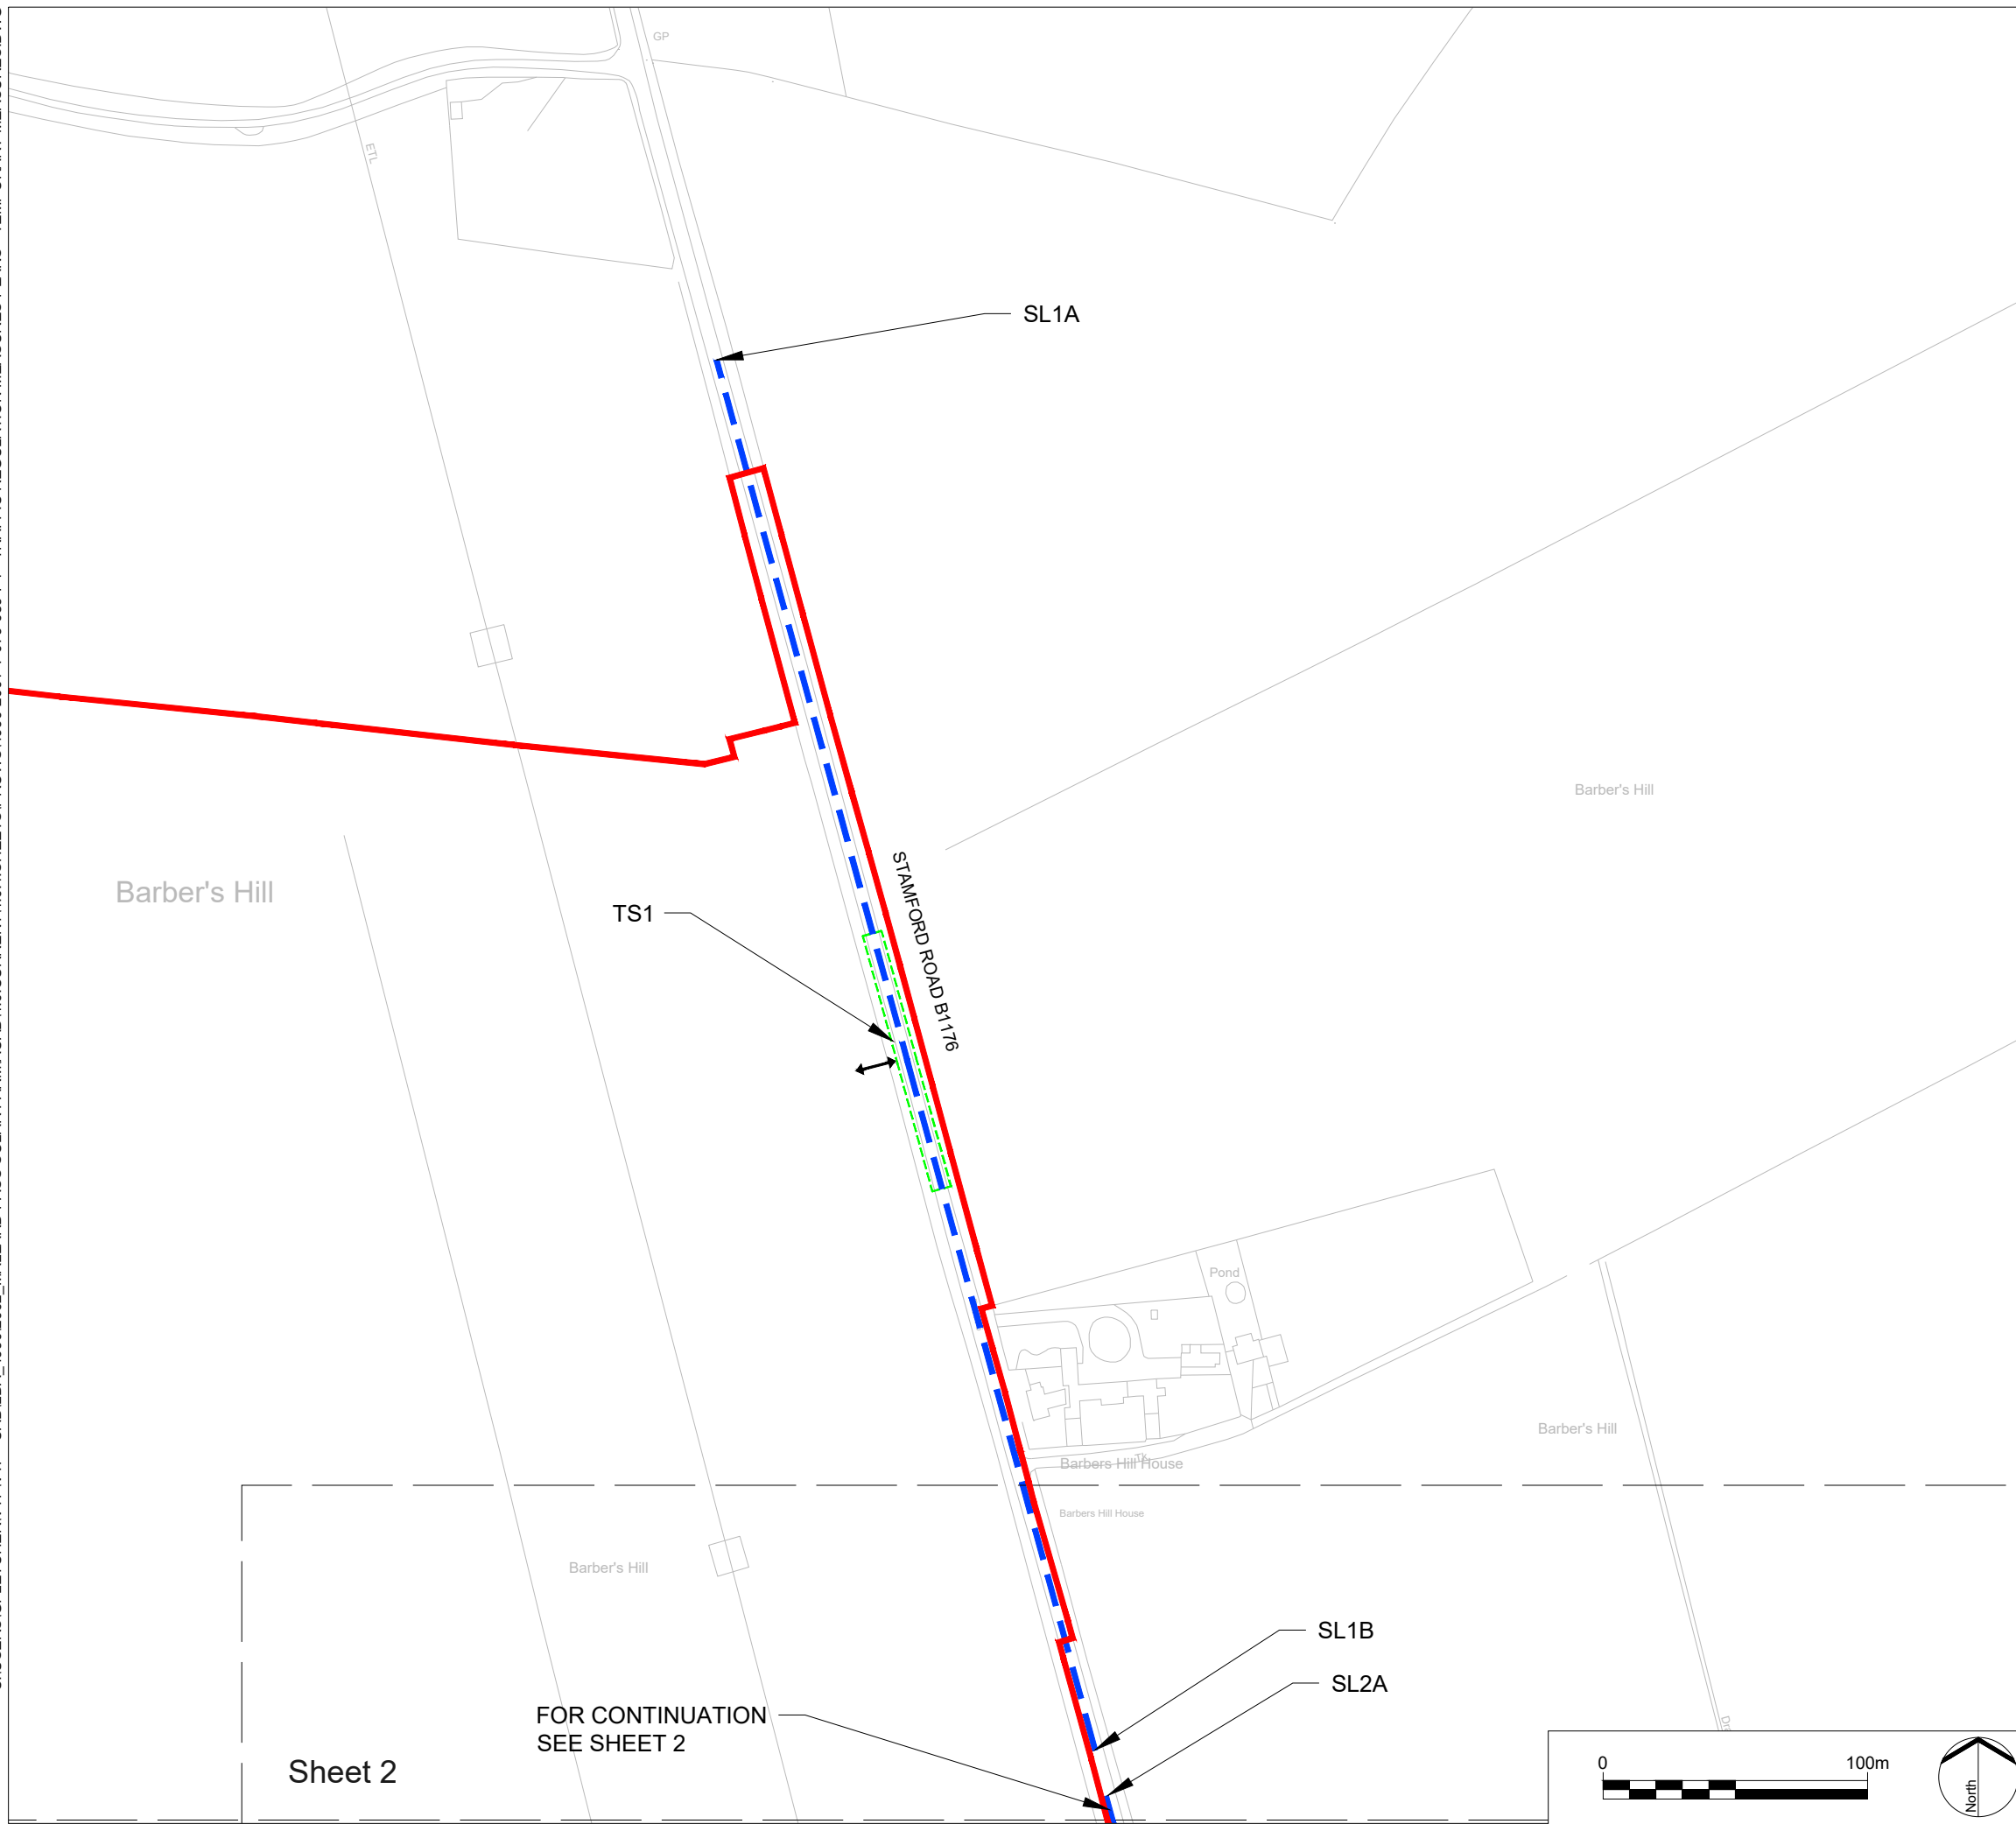 GP
ETL
SL1A
Barber's Hill
Barber's Hill
STAMFORD ROAD B1176
TS1
Pond
Barber's Hill
Tk
Barbers Hill House
Barbers Hill House
Barber's Hill
SL1B
SL2A
FOR CONTINUATION
SEE SHEET 2
Sheet 2
0
100m
North